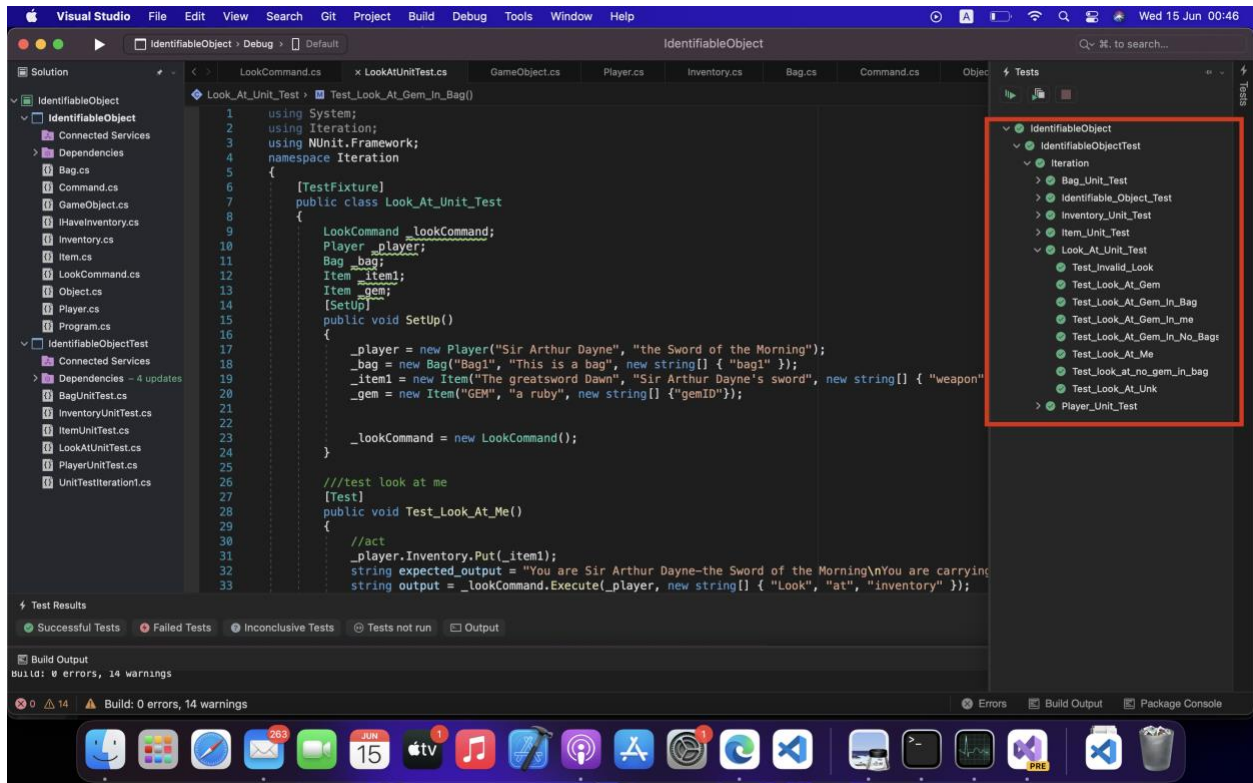 Visual Studio File Edit View Search Git Project Build Debug Tools Window Help A Wed 15 Jun 00:46
IdentifiableObject › Debug › Default IdentifiableObject ⌘. to search...
Solution
LookCommand.cs × LookAtUnitTest.cs GameObject.cs Player.cs Inventory.cs Bag.cs Command.cs Objec
Look_At_Unit_Test › Test_Look_At_Gem_In_Bag()
IdentifiableObject
IdentifiableObject
Connected Services
Dependencies
Bag.cs
Command.cs
GameObject.cs
IHaveInventory.cs
Inventory.cs
Item.cs
LookCommand.cs
Object.cs
Player.cs
Program.cs
IdentifiableObjectTest
Connected Services
Dependencies – 4 updates
BagUnitTest.cs
InventoryUnitTest.cs
ItemUnitTest.cs
LookAtUnitTest.cs
PlayerUnitTest.cs
UnitTestIteration1.cs
1 using System;
2 using Iteration;
3 using NUnit.Framework;
4 namespace Iteration
5 {
6 [TestFixture]
7 public class Look_At_Unit_Test
8 {
9 LookCommand _lookCommand;
10 Player _player;
11 Bag _bag;
12 Item _item1;
13 Item _gem;
14 [SetUp]
15 public void SetUp()
16 {
17 _player = new Player("Sir Arthur Dayne", "the Sword of the Morning");
18 _bag = new Bag("Bag1", "This is a bag", new string[] { "bag1" });
19 _item1 = new Item("The greatsword Dawn", "Sir Arthur Dayne's sword", new string[] { "weapon"
20 _gem = new Item("GEM", "a ruby", new string[] {"gemID"});
21
22
23 _lookCommand = new LookCommand();
24 }
25
26 ///test look at me
27 [Test]
28 public void Test_Look_At_Me()
29 {
30 //act
31 _player.Inventory.Put(_item1);
32 string expected_output = "You are Sir Arthur Dayne-the Sword of the Morning\nYou are carrying
33 string output = _lookCommand.Execute(_player, new string[] { "Look", "at", "inventory" });
Tests
Tests
IdentifiableObject
IdentifiableObjectTest
Iteration
Bag_Unit_Test
Identifiable_Object_Test
Inventory_Unit_Test
Item_Unit_Test
Look_At_Unit_Test
Test_Invalid_Look
Test_Look_At_Gem
Test_Look_At_Gem_In_Bag
Test_Look_At_Gem_In_me
Test_Look_At_Gem_In_No_Bags
Test_Look_At_Me
Test_look_at_no_gem_in_bag
Test_Look_At_Unk
Player_Unit_Test
Test Results
Successful Tests Failed Tests Inconclusive Tests Tests not run Output
Build Output
Build: 0 errors, 14 warnings
0 14 Build: 0 errors, 14 warnings Errors Build Output Package Console
263 JUN 15 tv 1 1 PRE